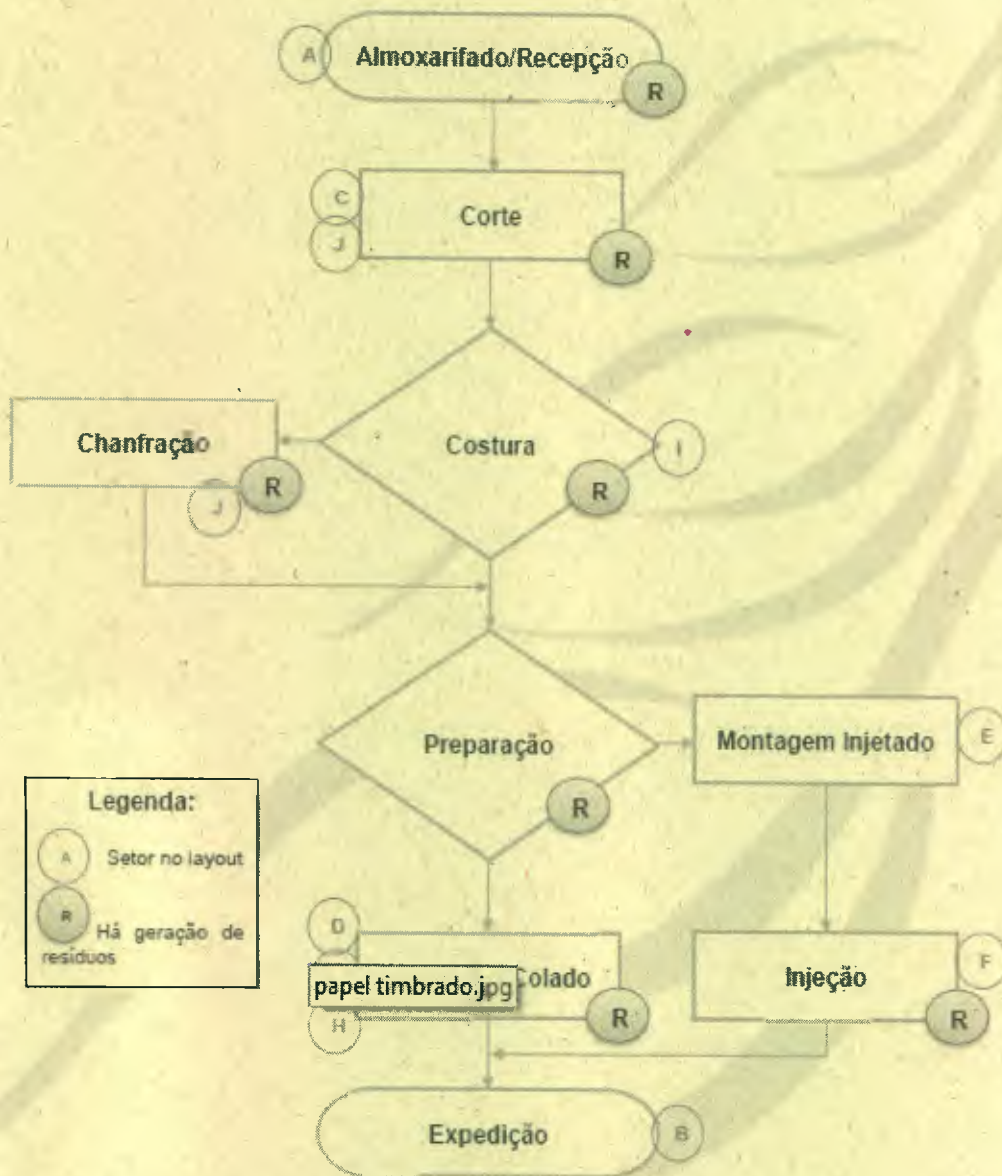 A
Almoxarifado/Recepção
R
C
Corte
J
R
Chanfração
J
R
Costura
I
R
Preparação
R
Montagem Injetado
E
Legenda:
A Setor no layout
R Há geração de
resíduos
papel timbrado.jpg
Colado
H
R
Injeção
F
R
Expedição
B